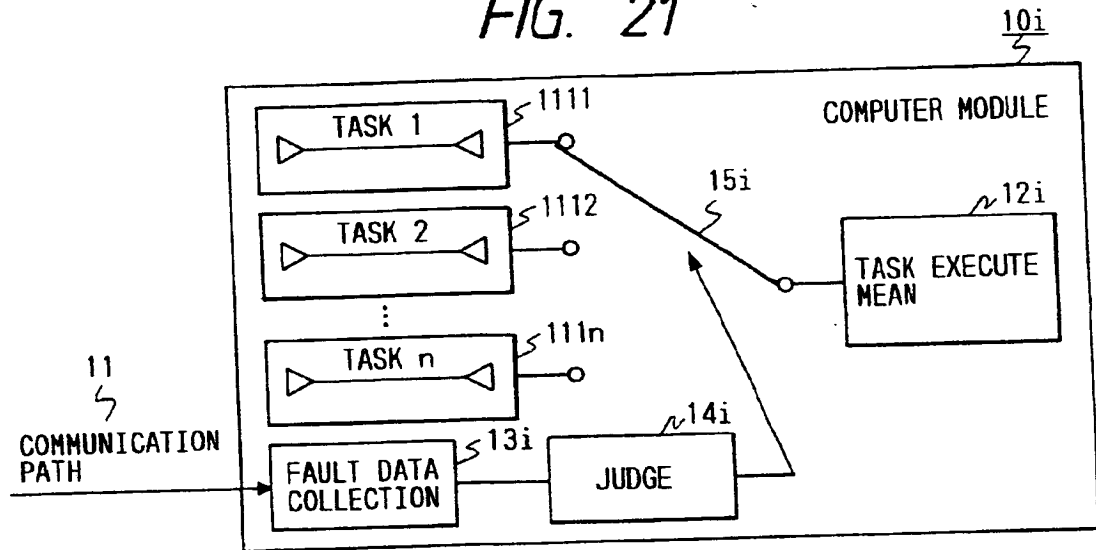 FIG. 21
10i
COMPUTER MODULE
TASK 1
1111
15i
12i
TASK 2
1112
TASK EXECUTE
MEAN
⋮
TASK n
111n
11
COMMUNICATION
PATH
13i
14i
FAULT DATA
COLLECTION
JUDGE